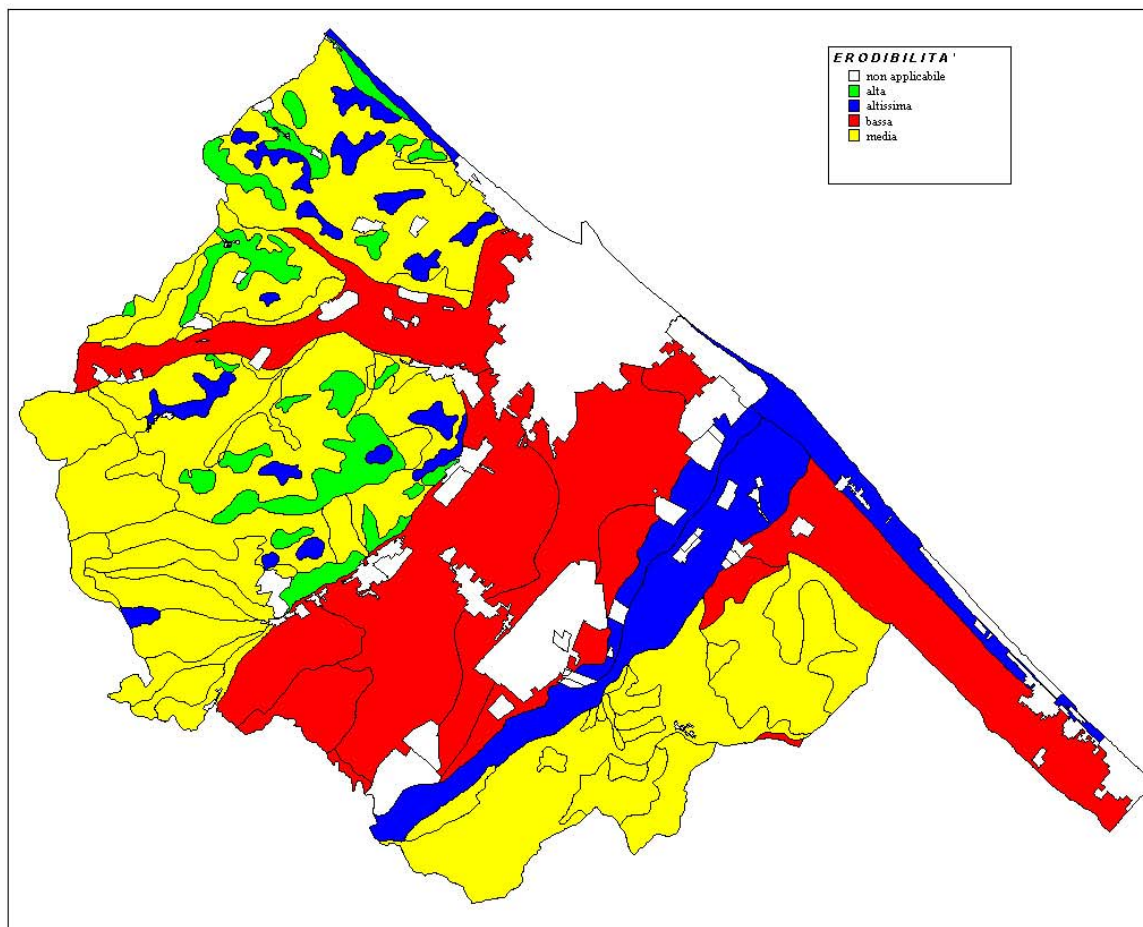 ERODIBILITA'
non applicabile
alta
altissima
bassa
media